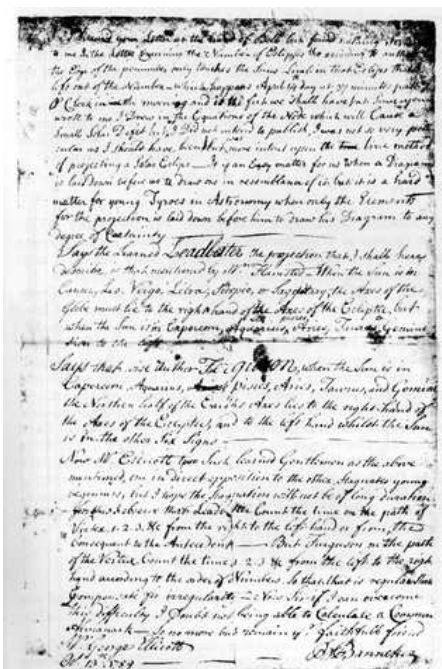 I Received your Letter at the hand of Bell but found nothing
to me In the Letter Concerning the Number of Eclipses, tho according to authors
the Edge of the penumbra only touches the Suns Limb in that Eclips, that I
left out of the Number — which happens April 14th day at 37 minutes past
O'Clock in the morning and is the first we shall have but since you
wrote to me I Drew in the Equations of the Node which will Cause a
Small Solar Defect but as I did not intend to publish, I was not so very
cular as I should have been but was more intent upon the true method
of projecting a Solar Eclips — It is an Easy matter for us when a Diagram
is laid down before us to draw one in resemblance of it, but it is a hard
matter for young Tyroes in Astronomy when only the Elements
for the projection is laid down before him to draw his Diagram to any
degree of Certainty
Says the Learned Leadbetter the projection that I shall here
describe, is that mentioned by Mr Flamsted — When the Sun is in
Cancer, Leo, Virgo, Libra, Scorpio, or Sagittary, the Axes of the
Globe must lie to the right hand of the Axes of the Ecliptic, but
when the Sun is in Capercorn, Aquarius, Pisces, Aries, Taurus, Gemini
to the left
Says that wise Author Ferguson, when the Sun is in
Capercorn Aquarius, Pisces, Aries, Taurus, and Gemini
the Northern half of the Earths Axes lies to the right hand of
the Axes of the Ecliptic, and to the left hand whilst the Sun
is in the other Six Signs —
Now Mr Ellicott two Such learned Gentlemen as the above
mentioned, one in direct opposition to the other, Stagnates young
beginners, but I hope the Stagnation will not be of long duration
for this I observe that Leadbetter Count the time on the path of
Vertex 1. 2. 3. &c from the right to the left hand or from the
Consequent to the Antecedent — But Ferguson on the path
of the Vertex Count the time 1. 2. 3. &c from the left to the right
hand according to the order of Numbers, So that that is regular Shall
Compensate for irregularity — Now Sir if I can overcome
this difficulty I Doubt not being able to Calculate a Common
Almanack — So no more but remain yr faithfull friend
Mr George Ellicott B. Banneker
Oct 13th 1789